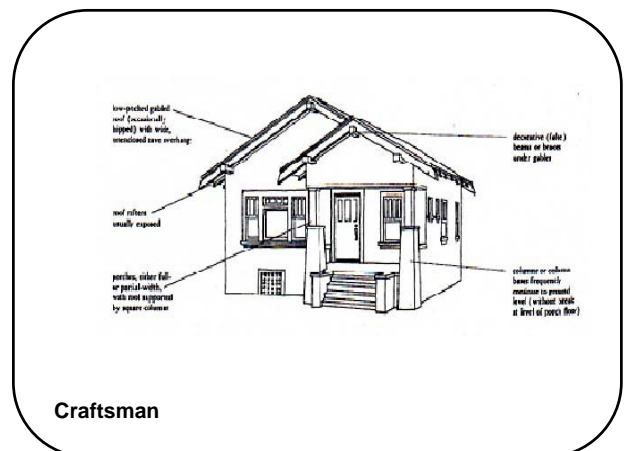 low-pitched gabled
roof (occasionally
hipped) with wide,
unenclosed eave overhang
roof rafters
usually exposed
porches, either full-
or partial-width,
with roof supported
by square columns
decorative (false)
beams or braces
under gables
columns or column
bases frequently
continue to ground
level (without break
at level of porch floor)
Craftsman